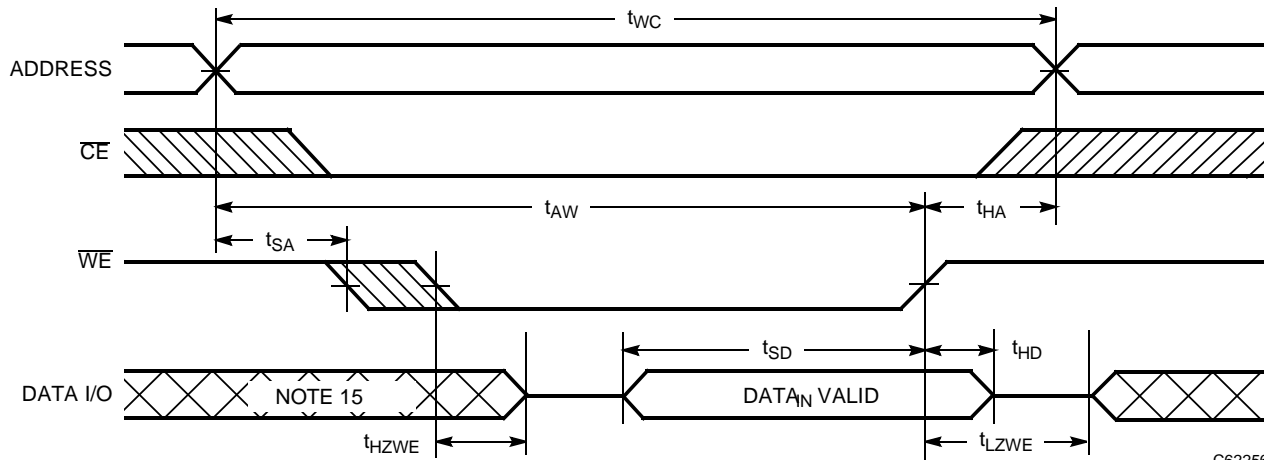 tWC
ADDRESS
CE
tAW
tHA
tSA
WE
tSD
tHD
DATA I/O
NOTE 15
DATAIN VALID
tHZWE
tLZWE